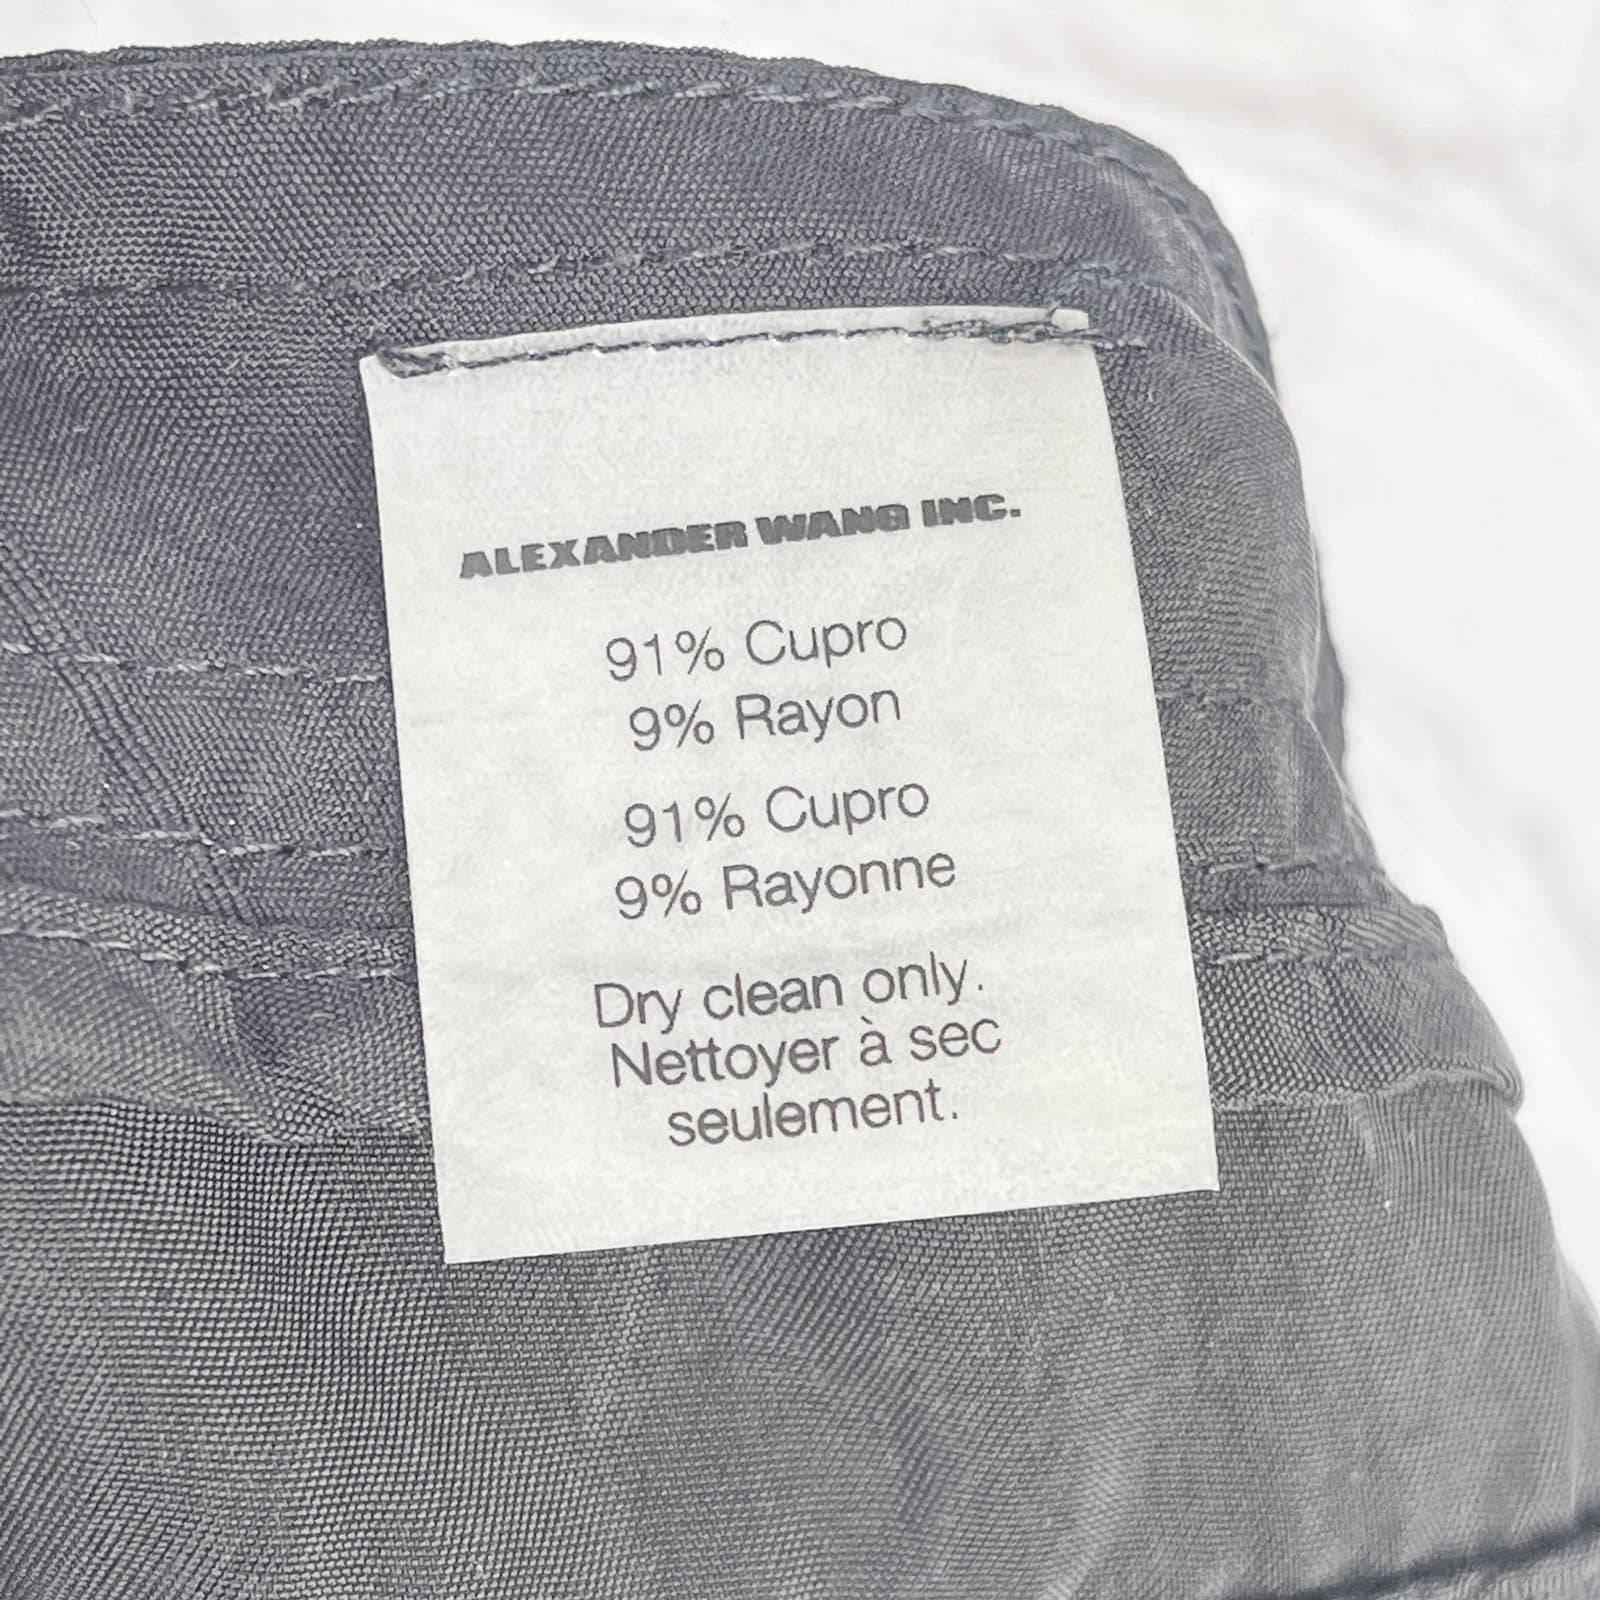 ALEXANDER WANG INC.
91% Cupro
9% Rayon
91% Cupro
9% Rayonne
Dry clean only.
Nettoyer à sec
seulement.